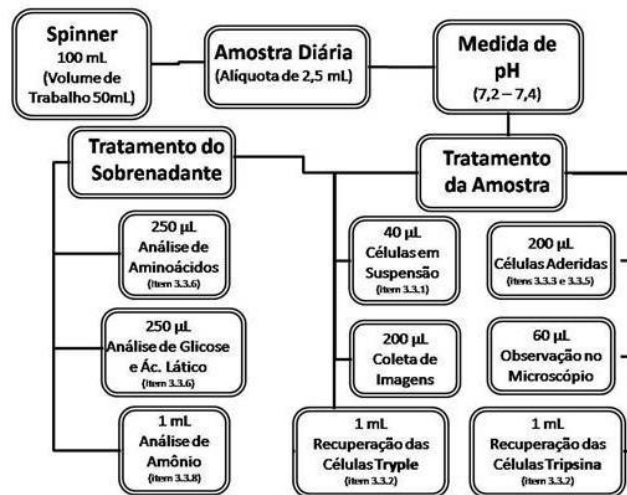 Spinner
100 mL
(Volume de
Trabalho 50mL)
Amostra Diária
(Alíquota de 2,5 mL)
Medida de
pH
(7,2 – 7,4)
Tratamento do
Sobrenadante
Tratamento
da Amostra
250 µL
Análise de
Aminoácidos
(item 3.3.6)
250 µL
Análise de Glicose
e Ác. Lático
(item 3.3.6)
1 mL
Análise de
Amônio
(item 3.3.8)
40 µL
Células em
Suspensão
(item 3.3.1)
200 µL
Coleta de
Imagens
1 mL
Recuperação das
Células Tryple
(item 3.3.2)
200 µL
Células Aderidas
(itens 3.3.3 e 3.3.5)
60 µL
Observação no
Microscópio
1 mL
Recuperação das
Células Tripsina
(item 3.3.2)